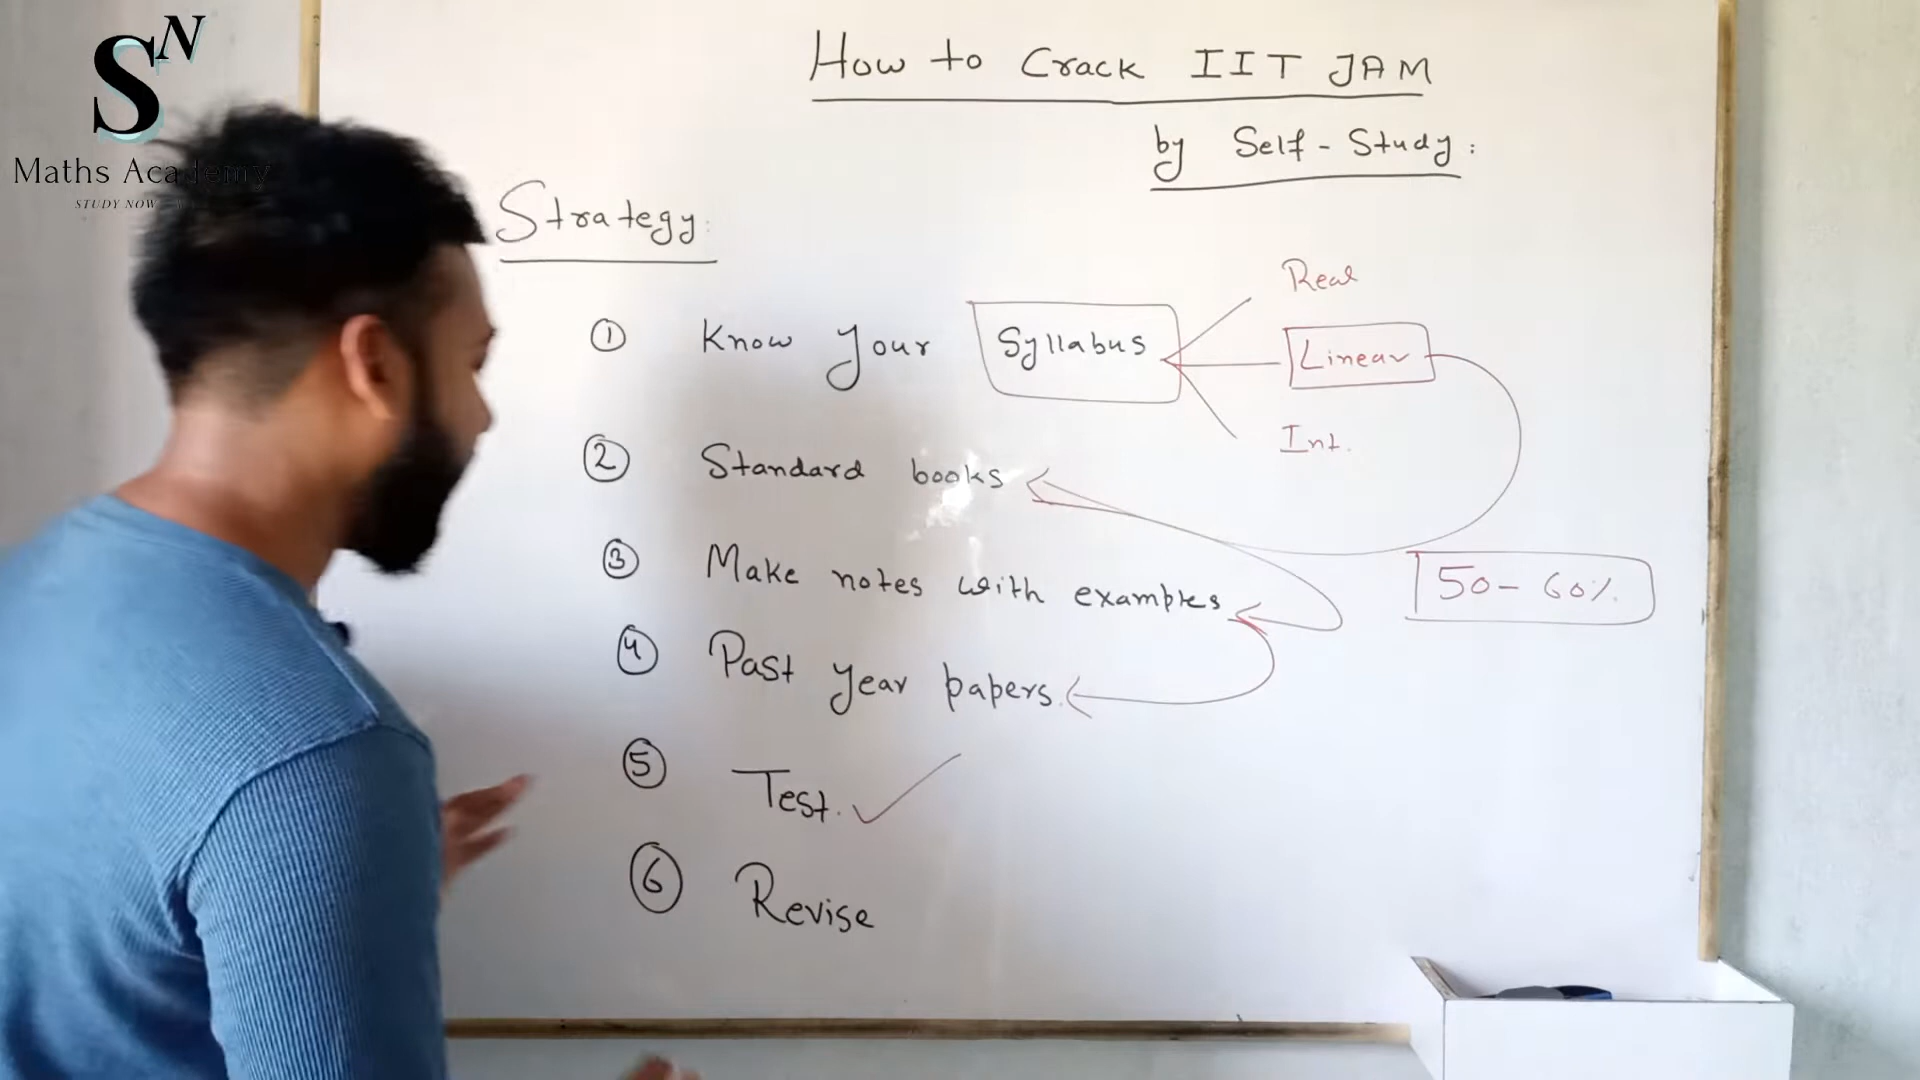 SN
Maths Academy
STUDY NOW
How to Crack IIT JAM
by Self-Study:
Strategy:
① Know your Syllabus
Real
Linear
Int.
② Standard books
③ Make notes with examples
50-60%
④ Past year papers.
⑤ Test. ✓
⑥ Revise